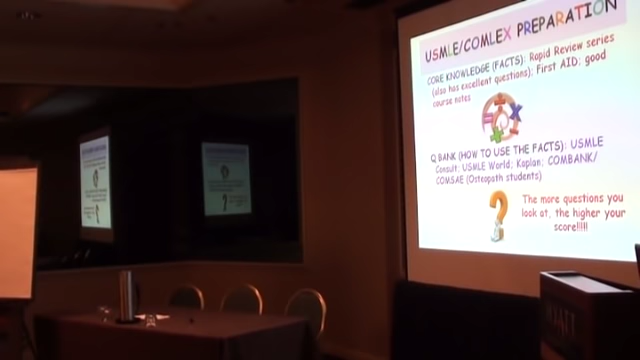 USMLE/COMLEX PREPARATION
CORE KNOWLEDGE (FACTS): Rapid Review series
(also has excellent questions); First AID; good
course notes
Q BANK (HOW TO USE THE FACTS): USMLE
Consult; USMLE World; Kaplan; COMBANK/
COMSAE (Osteopath students)
The more questions you
look at, the higher your
score!!!!!